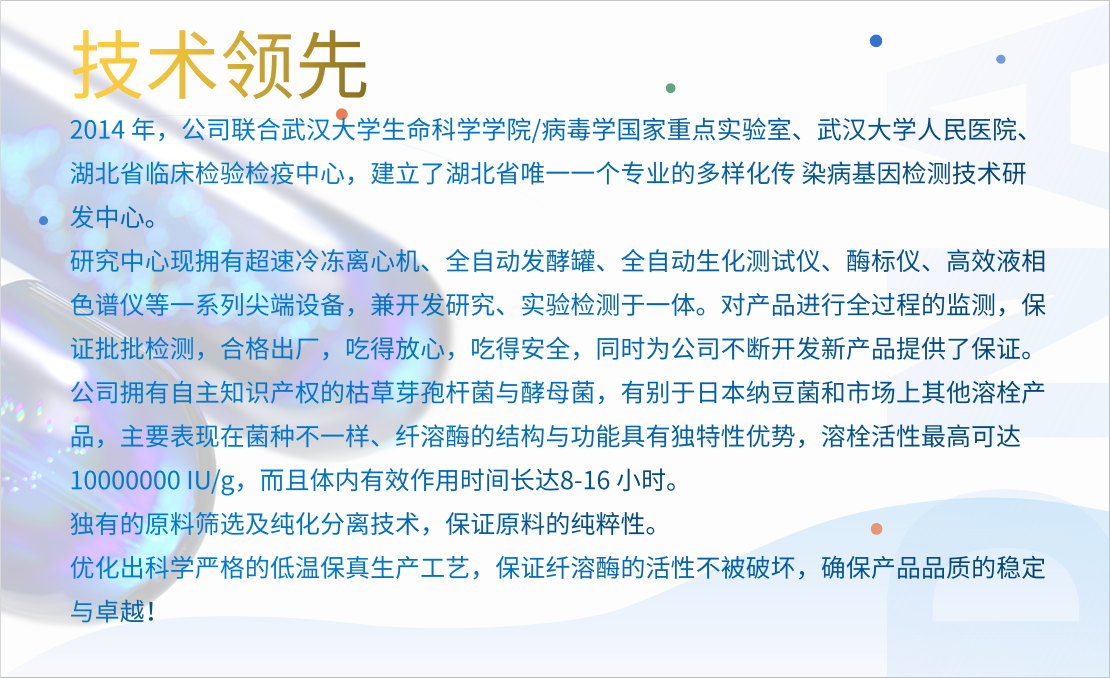 技术领先
2014 年，公司联合武汉大学生命科学学院/病毒学国家重点实验室、武汉大学人民医院、
湖北省临床检验检疫中心，建立了湖北省唯一一个专业的多样化传 染病基因检测技术研
发中心。
研究中心现拥有超速冷冻离心机、全自动发酵罐、全自动生化测试仪、酶标仪、高效液相
色谱仪等一系列尖端设备，兼开发研究、实验检测于一体。对产品进行全过程的监测，保
证批批检测，合格出厂，吃得放心，吃得安全，同时为公司不断开发新产品提供了保证。
公司拥有自主知识产权的枯草芽孢杆菌与酵母菌，有别于日本纳豆菌和市场上其他溶栓产
品，主要表现在菌种不一样、纤溶酶的结构与功能具有独特性优势，溶栓活性最高可达
10000000 IU/g，而且体内有效作用时间长达8-16 小时。
独有的原料筛选及纯化分离技术，保证原料的纯粹性。
优化出科学严格的低温保真生产工艺，保证纤溶酶的活性不被破坏，确保产品品质的稳定
与卓越！